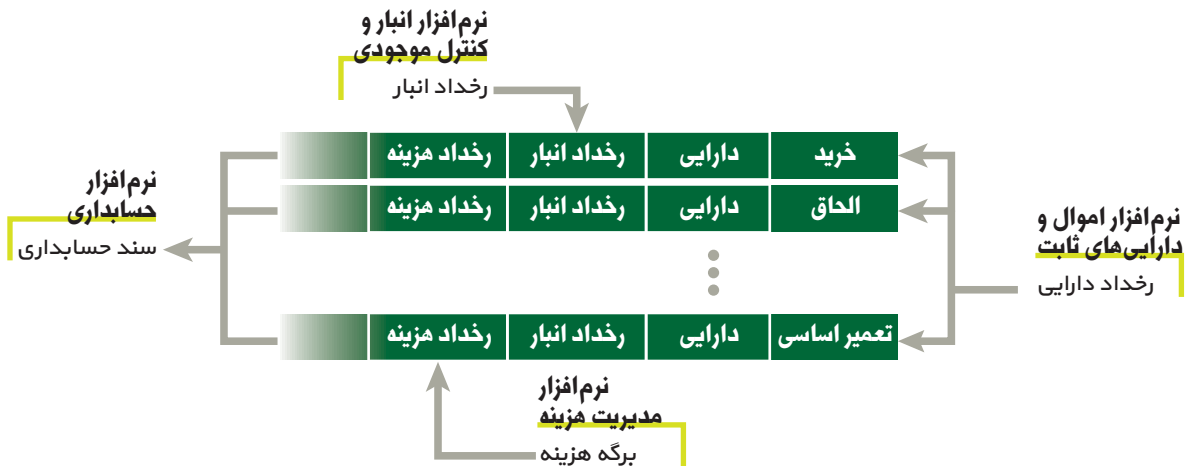 نرم‌افزار انبار و
کنترل موجودی
رخداد انبار
خرید دارایی رخداد انبار رخداد هزینه
الحاق دارایی رخداد انبار رخداد هزینه
تعمیر اساسی دارایی رخداد انبار رخداد هزینه
نرم‌افزار اموال و
دارایی‌های ثابت
رخداد دارایی
نرم‌افزار
حسابداری
سند حسابداری
نرم‌افزار
مدیریت هزینه
برگه هزینه